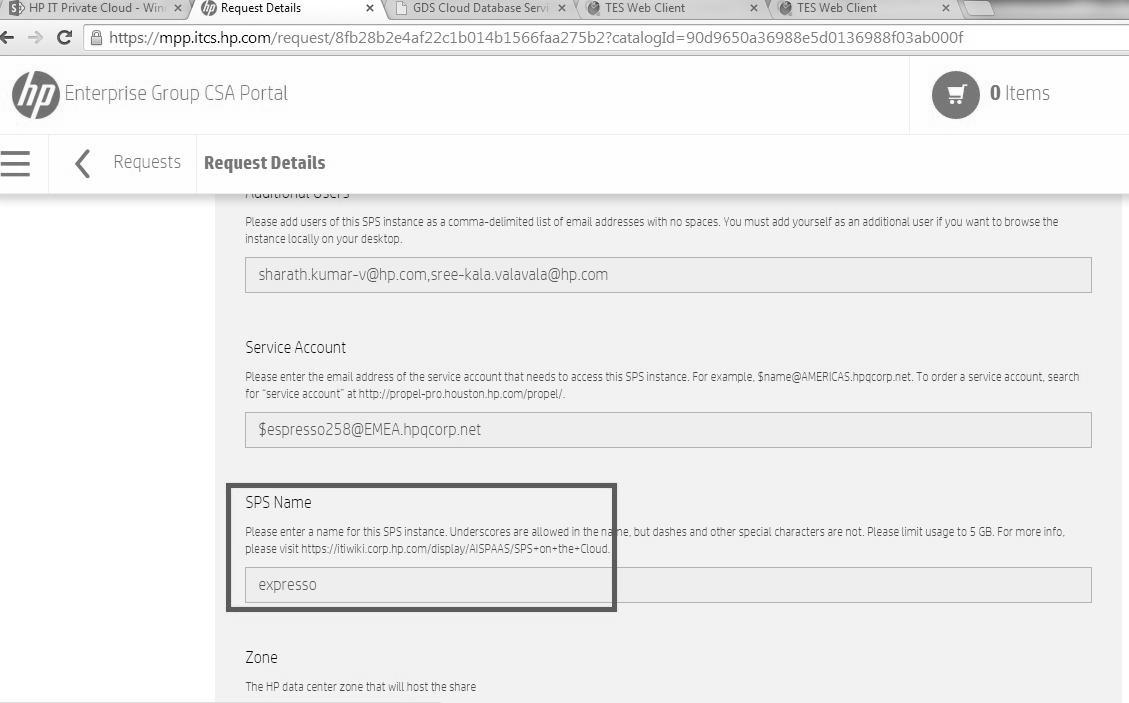 HP IT Private Cloud - Win
Request Details
GDS Cloud Database Servi
TES Web Client
TES Web Client
https://mpp.itcs.hp.com/request/8fb28b2e4af22c1b014b1566faa275b2?catalogId=90d9650a36988e5d0136988f03ab000f
hp Enterprise Group CSA Portal
0 Items
Requests
Request Details
Additional Users
Please add users of this SPS instance as a comma-delimited list of email addresses with no spaces. You must add yourself as an additional user if you want to browse the
instance locally on your desktop.
sharath.kumar-v@hp.com,sree-kala.valavala@hp.com
Service Account
Please enter the email address of the service account that needs to access this SPS instance. For example, $name@AMERICAS.hpqcorp.net. To order a service account, search
for "service account" at http://propel-pro.houston.hp.com/propel/.
$espresso258@EMEA.hpqcorp.net
SPS Name
Please enter a name for this SPS instance. Underscores are allowed in the name, but dashes and other special characters are not. Please limit usage to 5 GB. For more info,
please visit https://itiwiki.corp.hp.com/display/AISPAAS/SPS+on+the+Cloud.
expresso
Zone
The HP data center zone that will host the share